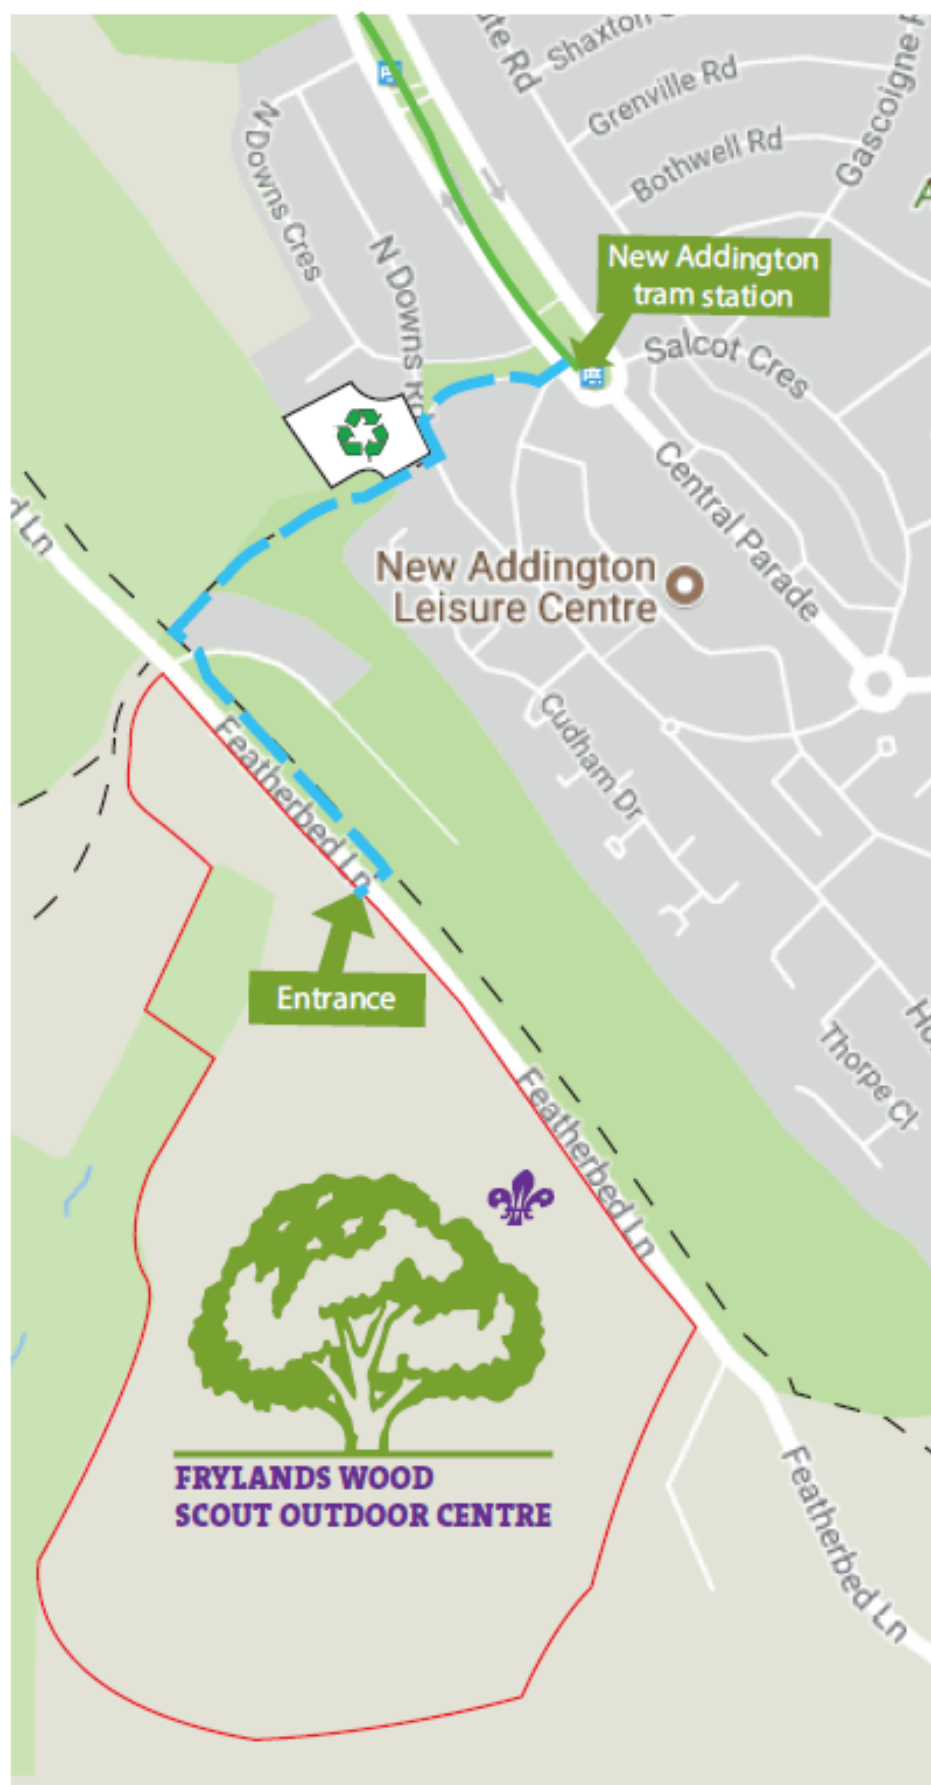 Shaxton
Grenville Rd
Bothwell Rd
Gascoigne
N Downs Cres
N Downs Rd
New Addington
tram station
Salcot Cres
Central Parade
New Addington
Leisure Centre
Cudham Dr
Featherbed Ln
Entrance
Thorpe Cl
Featherbed Ln
FRYLANDS WOOD
SCOUT OUTDOOR CENTRE
Featherbed Ln